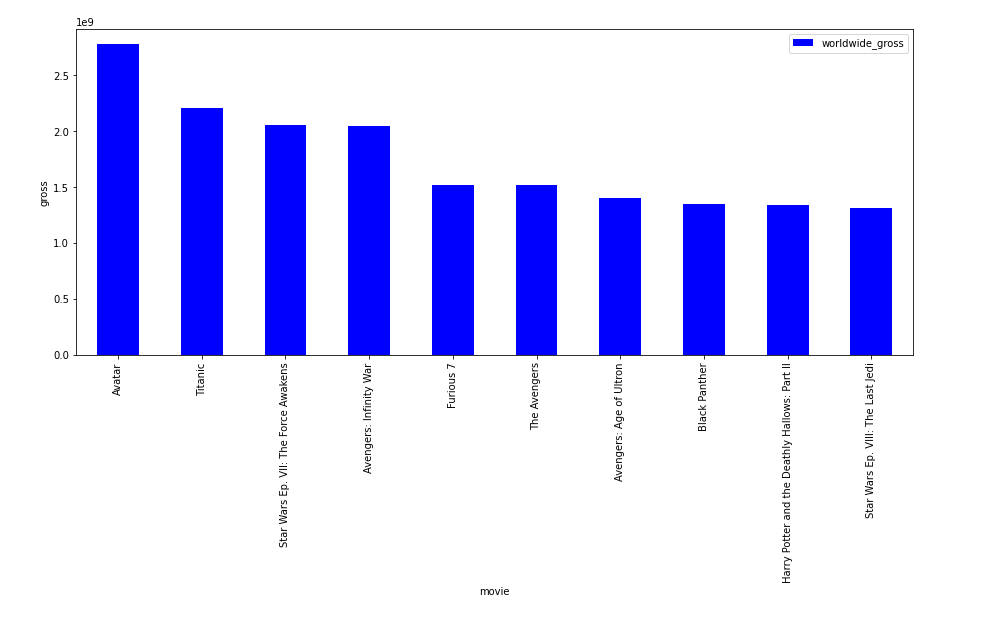 1e9
worldwide_gross
2.5
2.0
1.5
1.0
0.5
0.0
gross
Avatar
Titanic
Star Wars Ep. VII: The Force Awakens
Avengers: Infinity War
Furious 7
The Avengers
Avengers: Age of Ultron
Black Panther
Harry Potter and the Deathly Hallows: Part II
Star Wars Ep. VIII: The Last Jedi
movie